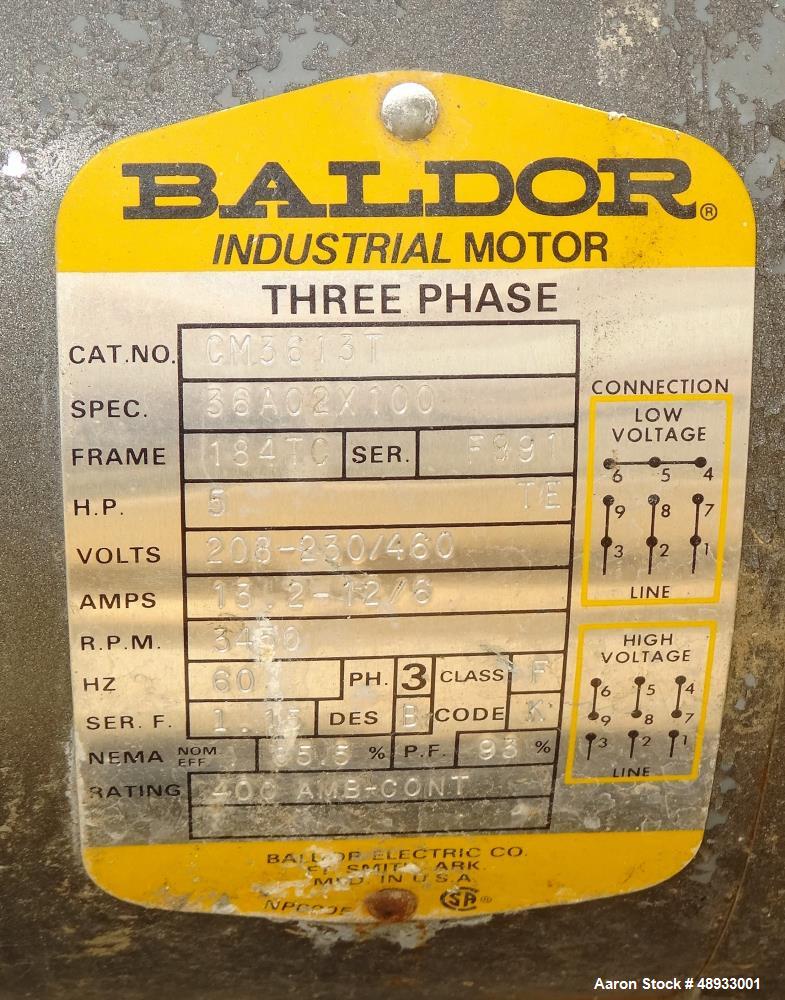 BALDOR®
INDUSTRIAL MOTOR
THREE PHASE
CAT.NO. CM3613T
SPEC. 36A02X100
FRAME 184TC SER. F991
H.P. 5 TE
VOLTS 208-230/460
AMPS 13.2-12/6
R.P.M. 3450
HZ 60 PH. 3 CLASS F
SER. F. 1.15 DES B CODE K
NEMA NOM. EFF. 85.5 % P.F. 93 %
RATING 40C AMB-CONT
CONNECTION
LOW
VOLTAGE
6 5 4
9 8 7
3 2 1
LINE
HIGH
VOLTAGE
6 5 4
9 8 7
3 2 1
LINE
BALDOR ELECTRIC CO.
FT. SMITH, ARK.
MFD. IN U.S.A.
SA®
Aaron Stock # 48933001